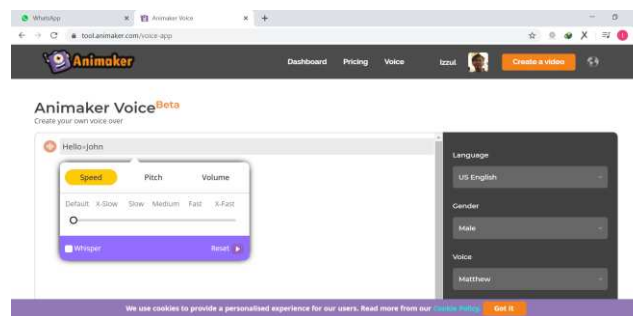 WhatsApp
Animaker Voice
tool.animaker.com/voice-app
Animaker
Dashboard Pricing Voice Izzul Create a video
Animaker Voice Beta
Create your own voice over
Hello-John
Speed Pitch Volume
Default X-Slow Slow Medium Fast X-Fast
Whisper Reset
Language
US English
Gender
Male
Voice
Matthew
We use cookies to provide a personalised experience for our users. Read more from our Cookie Policy. Got it